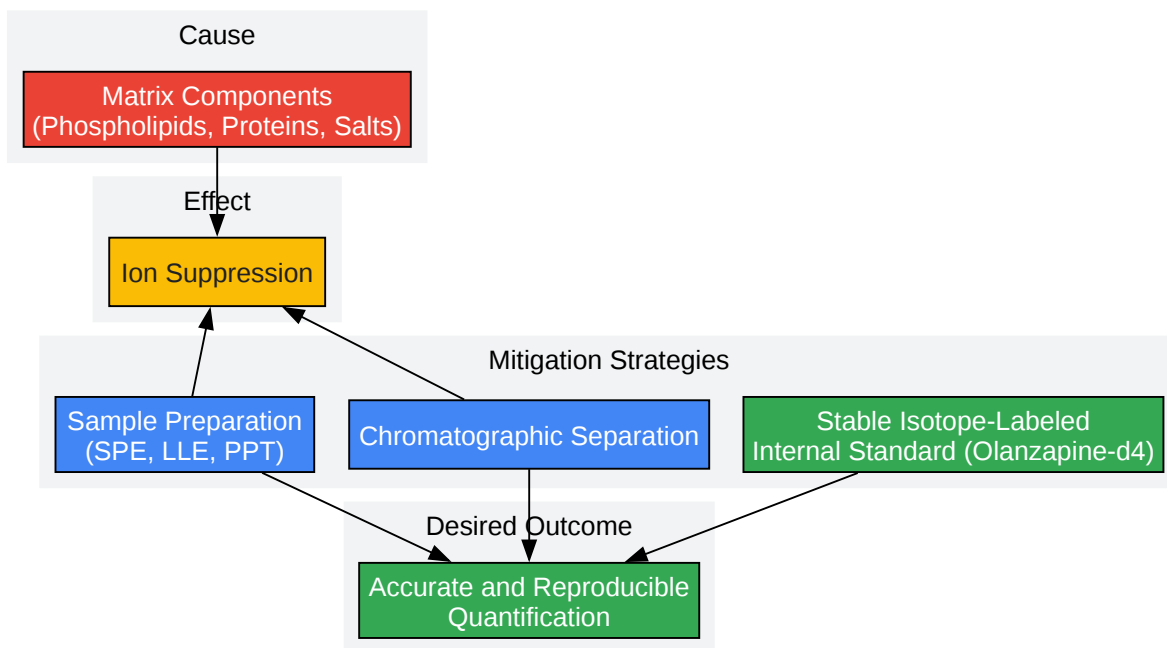 Cause
Matrix Components
(Phospholipids, Proteins, Salts)
Effect
Ion Suppression
Mitigation Strategies
Sample Preparation
(SPE, LLE, PPT)
Chromatographic Separation
Stable Isotope-Labeled
Internal Standard (Olanzapine-d4)
Desired Outcome
Accurate and Reproducible
Quantification